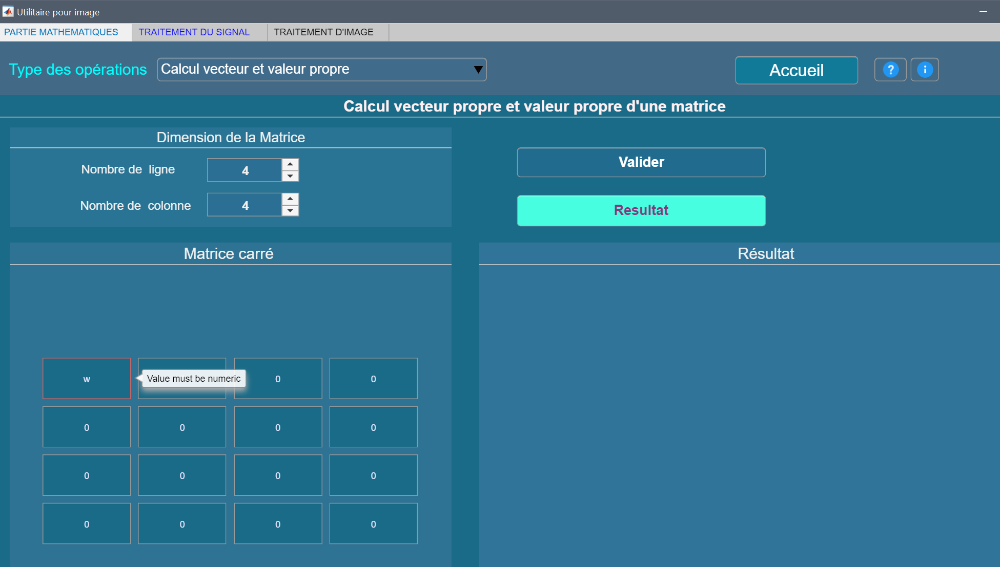 Utilitaire pour image
PARTIE MATHEMATIQUES TRAITEMENT DU SIGNAL TRAITEMENT D'IMAGE
Type des opérations Calcul vecteur et valeur propre Accueil ? i
Calcul vecteur propre et valeur propre d'une matrice
Dimension de la Matrice
Nombre de ligne 4
Nombre de colonne 4
Valider
Resultat
Matrice carré
w Value must be numeric 0 0
0 0 0 0
0 0 0 0
0 0 0 0
Résultat